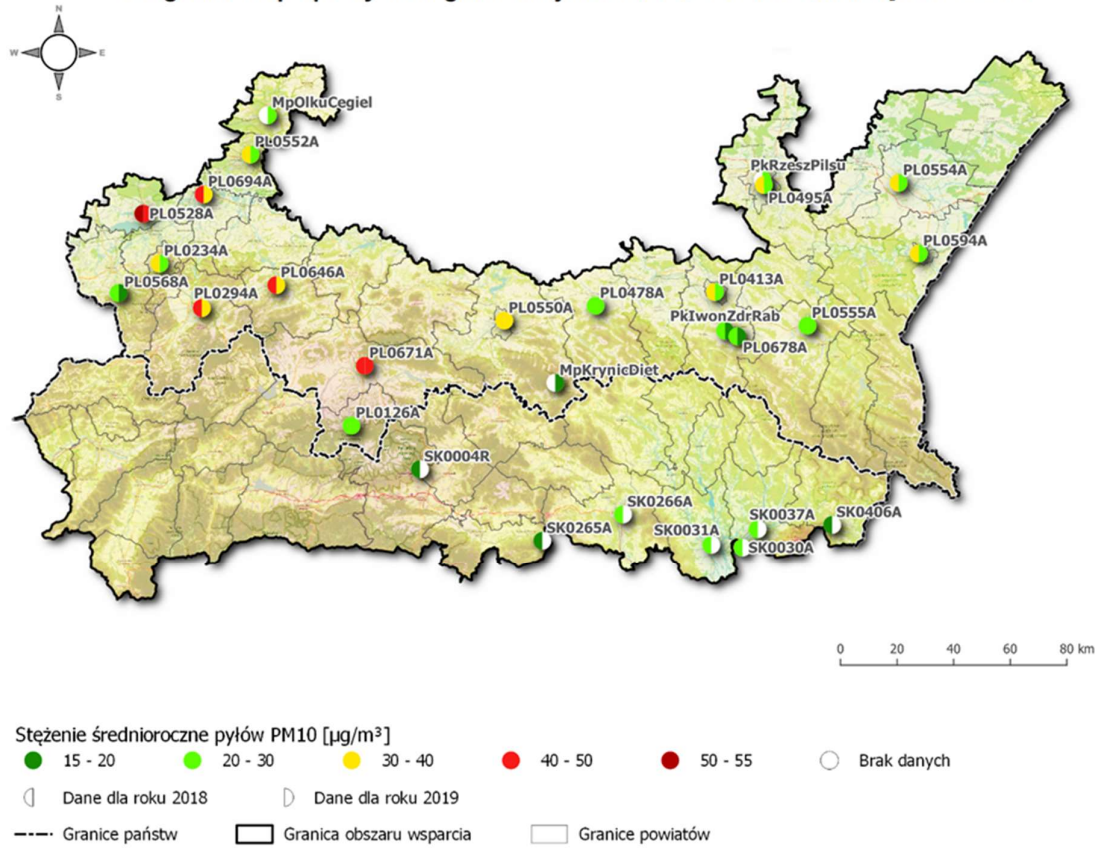 N
W
E
S
MpOlkuCegiel
PL0552A
PkRzeszPilsu
PL0554A
PL0694A
PL0495A
PL0528A
PL0594A
PL0234A
PL0646A
PL0413A
PL0568A
PL0294A
PL0478A
PL0550A
PkIwonZdrRab
PL0555A
PL0678A
PL0671A
MpKrynicDiet
PL0126A
SK0004R
SK0266A
SK0037A
SK0406A
SK0265A
SK0031A
SK0030A
0 20 40 60 80 km
Stężenie średnioroczne pyłów PM10 [µg/m³]
15 - 20 20 - 30 30 - 40 40 - 50 50 - 55 Brak danych
Dane dla roku 2018 Dane dla roku 2019
Granice państw Granica obszaru wsparcia Granice powiatów